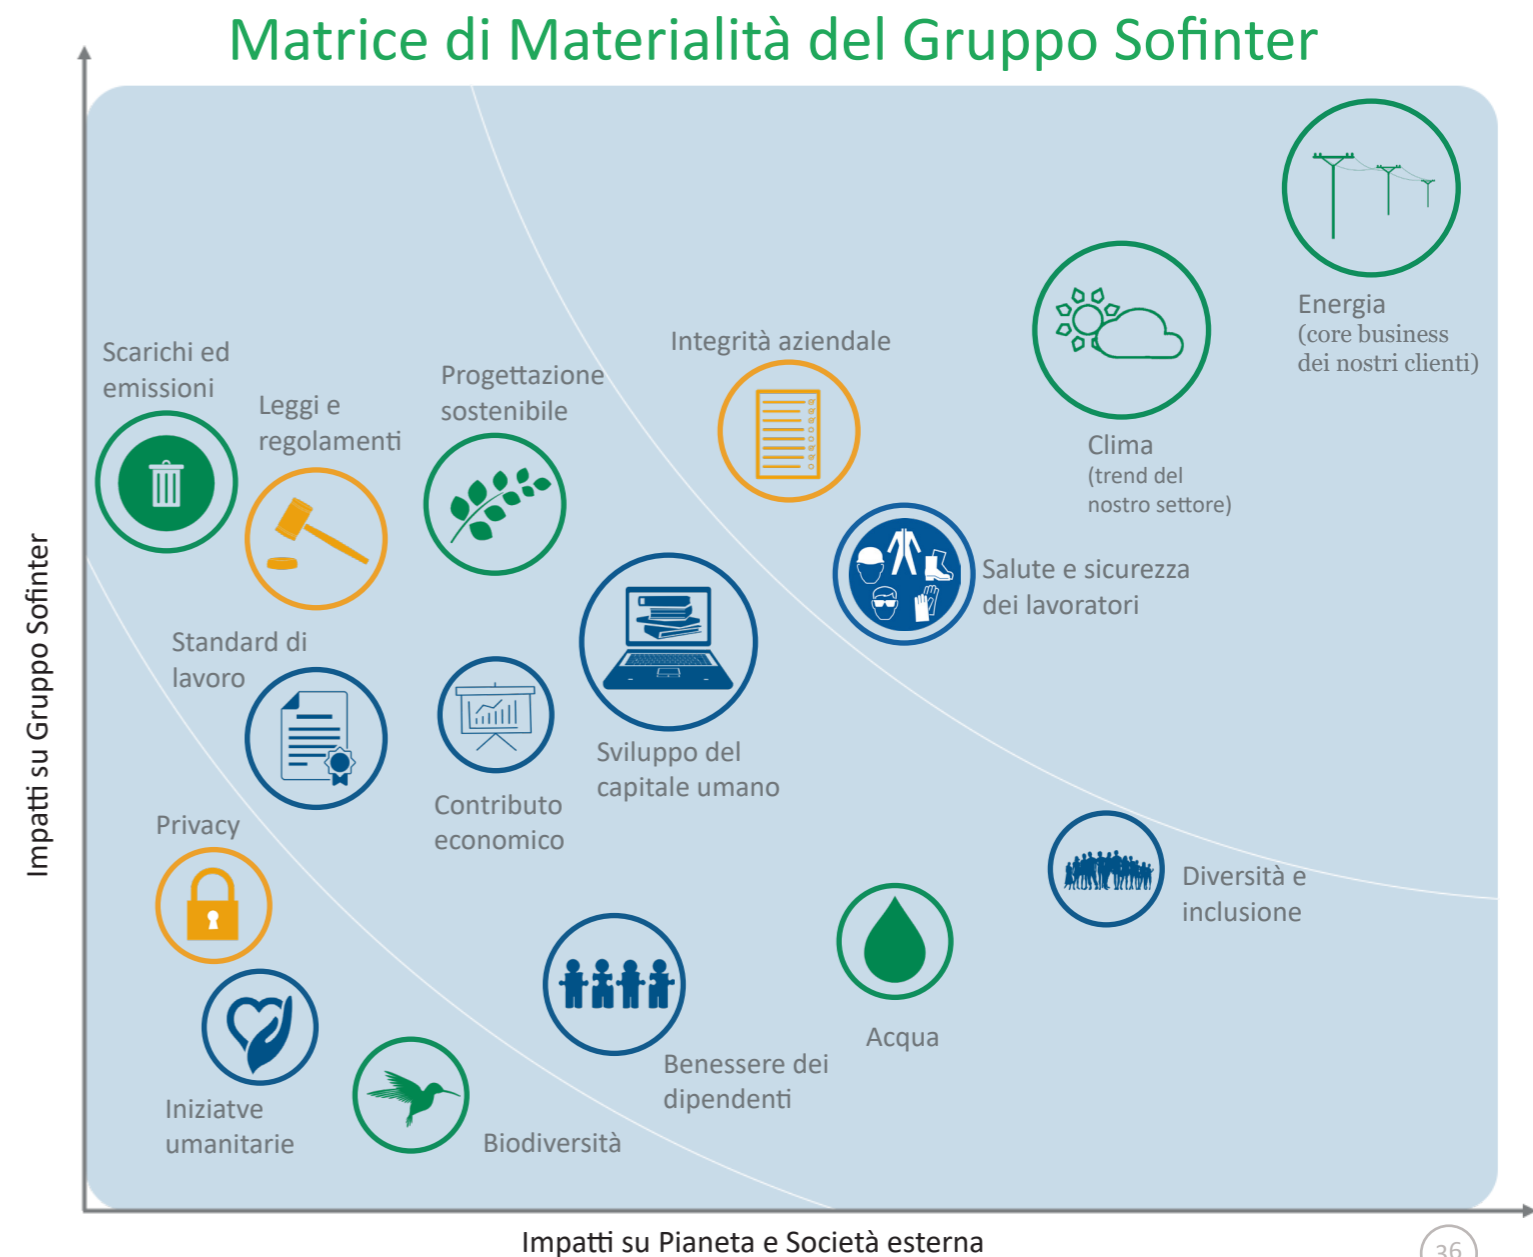 Matrice di Materialità del Gruppo Sofinter
Energia
(core business
dei nostri clienti)
Integrità aziendale
Scarichi ed
emissioni
Progettazione
sostenibile
Leggi e
regolamenti
Clima
(trend del
nostro settore)
Salute e sicurezza
dei lavoratori
Standard di
lavoro
Sviluppo del
capitale umano
Contributo
economico
Privacy
Diversità e
inclusione
Acqua
Benessere dei
dipendenti
Iniziatve
umanitarie
Biodiversità
Impatti su Gruppo Sofinter
Impatti su Pianeta e Società esterna
36